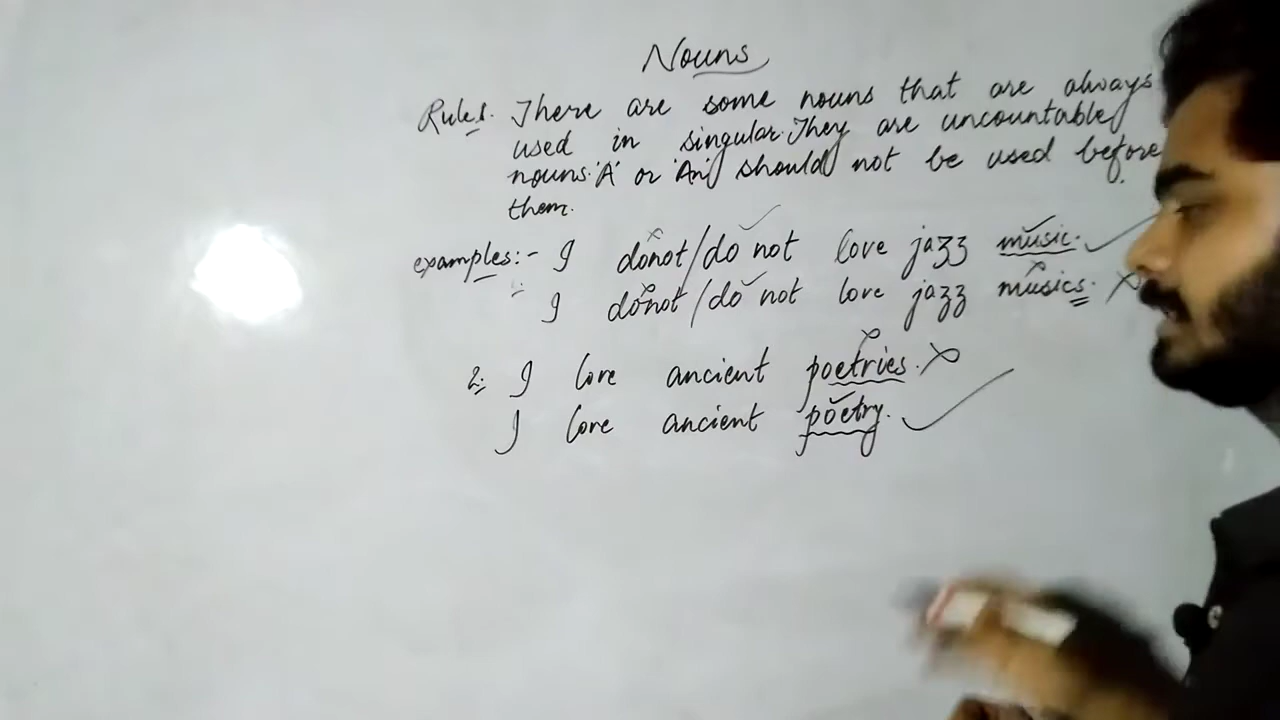 Nouns
Rules. There are some nouns that are always
used in singular. They are uncountable
nouns. 'A' or 'An' should not be used before
them.
examples:- I donot/do not love jazz music.
I donot/do not love jazz musics.
2. I love ancient poetries.
I love ancient poetry.